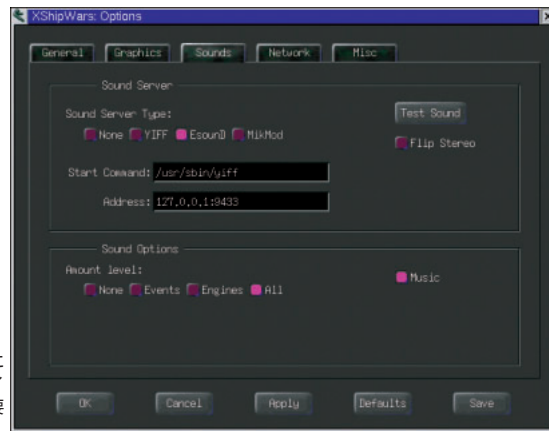 XShipWars: Options
General Graphics Sounds Network Misc
Sound Server
Sound Server Type:
None YIFF EsounD MikMod
Test Sound
Flip Stereo
Start Command: /usr/sbin/yiff
Address: 127.0.0.1:9433
Sound Options
Amount level:
None Events Engines All
Music
OK Cancel Apply Defaults Save